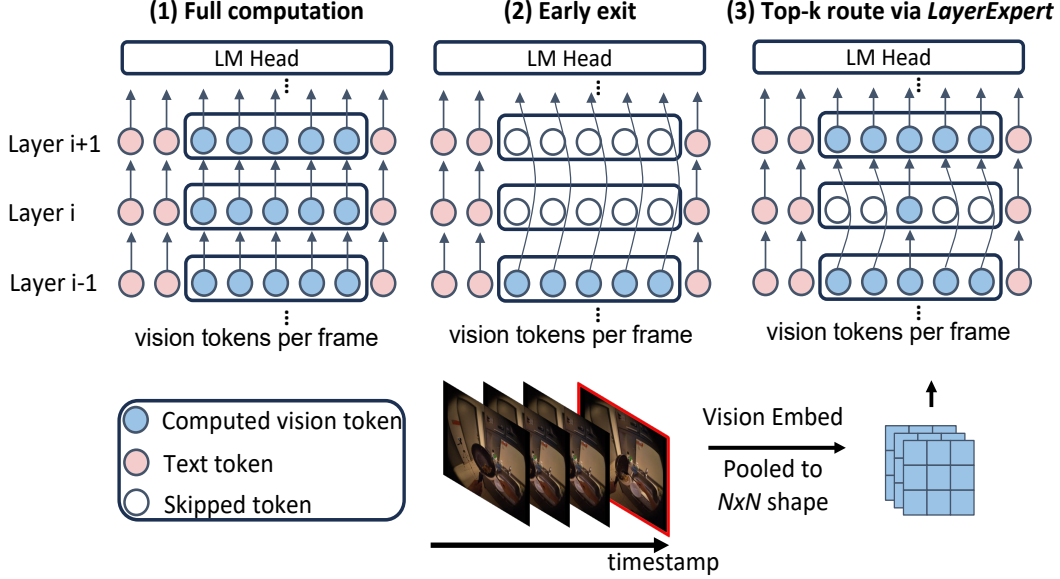 (1) Full computation
(2) Early exit
(3) Top-k route via LayerExpert
LM Head
LM Head
LM Head
Layer i+1
Layer i
Layer i-1
vision tokens per frame
vision tokens per frame
vision tokens per frame
Computed vision token
Text token
Skipped token
Vision Embed
Pooled to
NxN shape
timestamp